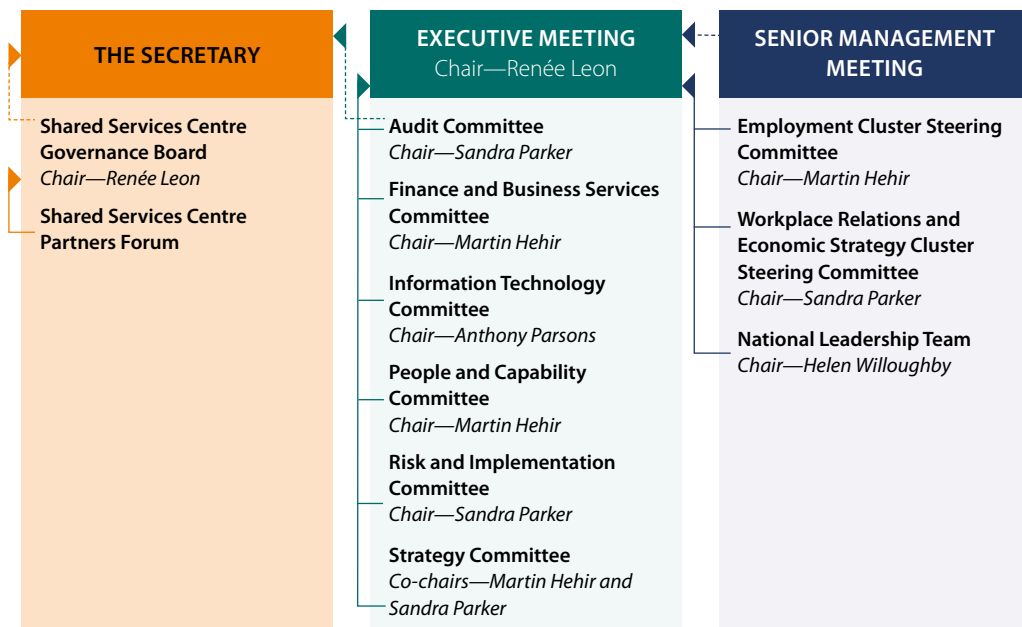 THE SECRETARY
Shared Services Centre
Governance Board
Chair—Renée Leon
Shared Services Centre
Partners Forum
EXECUTIVE MEETING
Chair—Renée Leon
Audit Committee
Chair—Sandra Parker
Finance and Business Services
Committee
Chair—Martin Hehir
Information Technology
Committee
Chair—Anthony Parsons
People and Capability
Committee
Chair—Martin Hehir
Risk and Implementation
Committee
Chair—Sandra Parker
Strategy Committee
Co-chairs—Martin Hehir and
Sandra Parker
SENIOR MANAGEMENT
MEETING
Employment Cluster Steering
Committee
Chair—Martin Hehir
Workplace Relations and
Economic Strategy Cluster
Steering Committee
Chair—Sandra Parker
National Leadership Team
Chair—Helen Willoughby